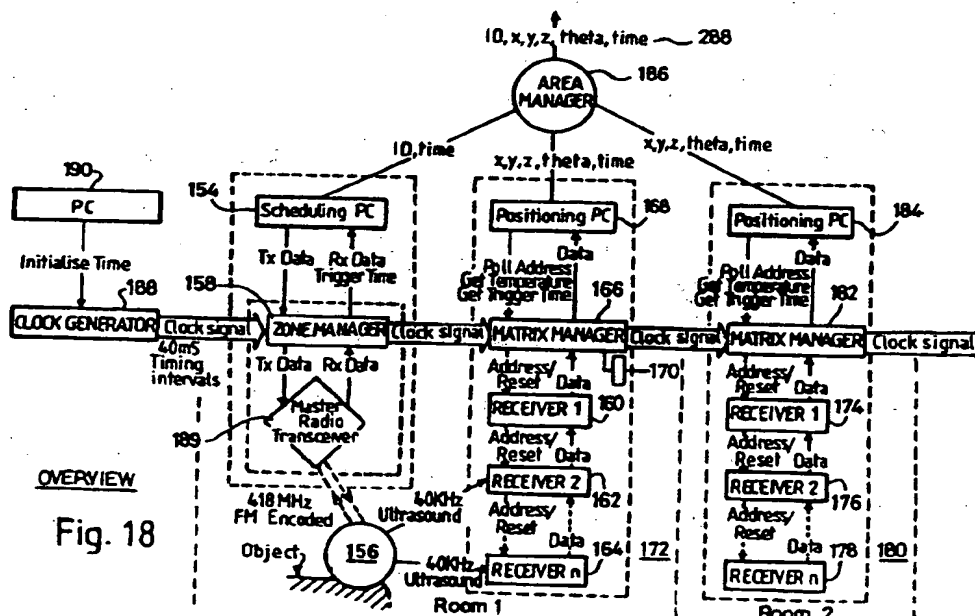 10, x,y,z, theta,time
288
AREA
MANAGER
186
10,time
x,y,z,theta,time
x,y,z,theta,time
190
PC
154
Scheduling PC
Positioning PC
168
Positioning PC
184
Initialise Time
Tx Data
Rx Data
Trigger Time
Data
Poll Address
Get Temperature
Get Trigger Time
Data
Poll Address
Get Temperature
Get Trigger Time
188
158
166
182
CLOCK GENERATOR
Clock signal
ZONE MANAGER
Clock signal
MATRIX MANAGER
Clock signal
MATRIX MANAGER
Clock signal
40mS
Timing
intervals
Tx Data
Rx Data
Address/
Reset
Data
170
Address/
Reset
Data
189
Master
Radio
Transceiver
RECEIVER 1
160
RECEIVER 1
174
Address/
Reset
Data
Address/
Reset
Data
OVERVIEW
40KHz
Ultrasound
RECEIVER 2
162
RECEIVER 2
176
418 MHz
FM Encoded
Address/
Reset
Data
Address/
Reset
Data
Fig. 18
Object
156
40KHz
Ultrasound
RECEIVER n
164
172
RECEIVER n
178
180
Room 1
Room 2